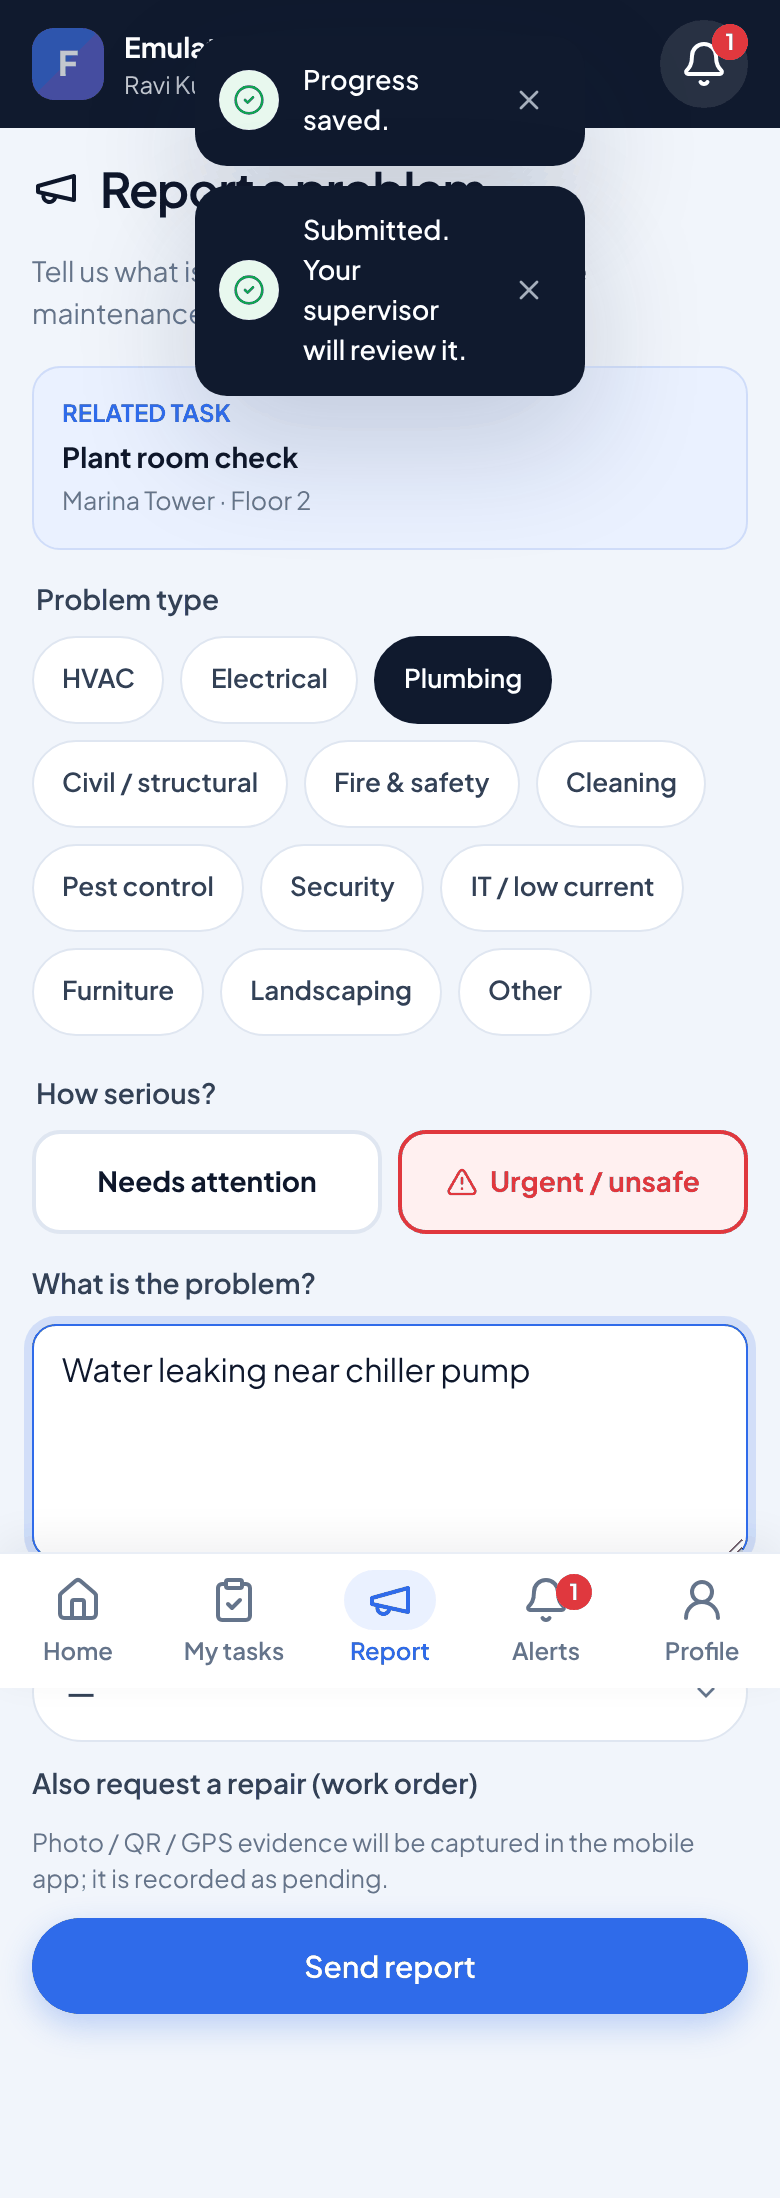 F
Ravi
1
Progress
saved.
Submitted.
Your
supervisor
will review it.
Tell us what
maintenance
RELATED TASK
Plant room check
Marina Tower · Floor 2
Problem type
HVAC
Electrical
Plumbing
Civil / structural
Fire & safety
Cleaning
Pest control
Security
IT / low current
Furniture
Landscaping
Other
How serious?
Needs attention
Urgent / unsafe
What is the problem?
Water leaking near chiller pump
Home
My tasks
Report
1
Alerts
Profile
—
Also request a repair (work order)
Photo / QR / GPS evidence will be captured in the mobile
app; it is recorded as pending.
Send report